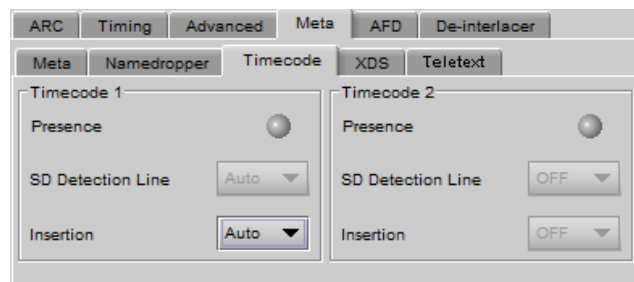 ARC Timing Advanced Meta AFD De-interlacer
Meta Namedropper Timecode XDS Teletext
Timecode 1 Timecode 2
Presence Presence
SD Detection Line Auto SD Detection Line OFF
Insertion Auto Insertion OFF